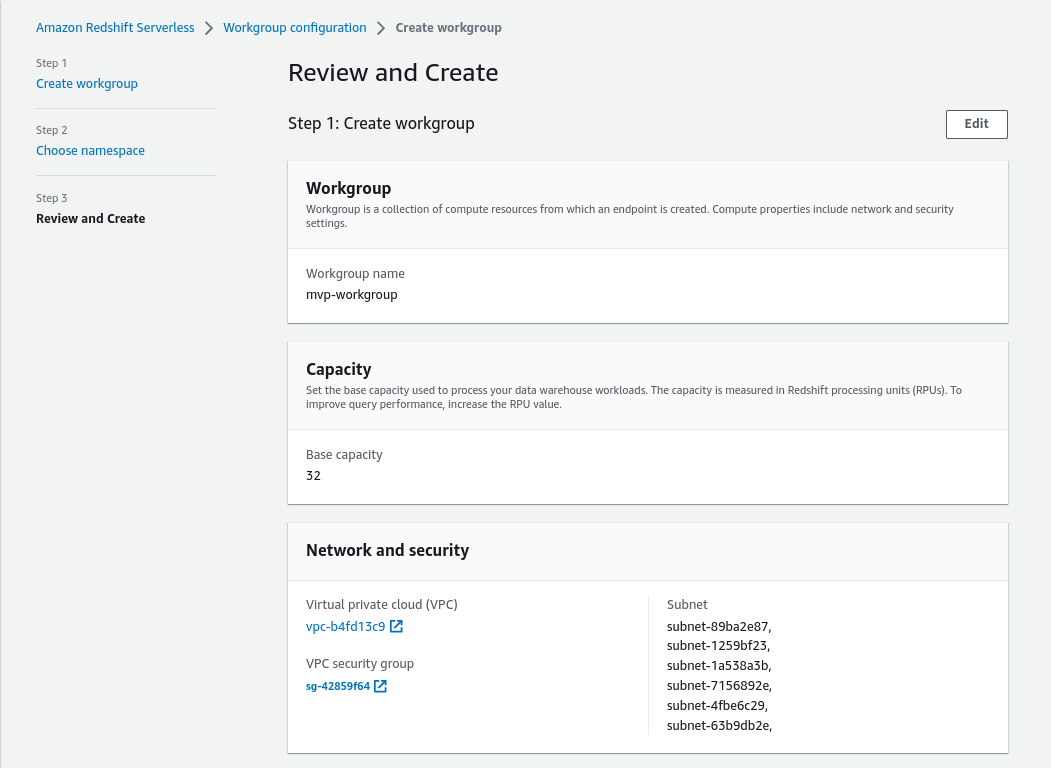 Amazon Redshift Serverless > Workgroup configuration > Create workgroup
Step 1
Create workgroup
Step 2
Choose namespace
Step 3
Review and Create
Review and Create
Step 1: Create workgroup
Edit
Workgroup
Workgroup is a collection of compute resources from which an endpoint is created. Compute properties include network and security
settings.
Workgroup name
mvp-workgroup
Capacity
Set the base capacity used to process your data warehouse workloads. The capacity is measured in Redshift processing units (RPUs). To
improve query performance, increase the RPU value.
Base capacity
32
Network and security
Virtual private cloud (VPC)
vpc-b4fd13c9
VPC security group
sg-42859f64
Subnet
subnet-89ba2e87,
subnet-1259bf23,
subnet-1a538a3b,
subnet-7156892e,
subnet-4fbe6c29,
subnet-63b9db2e,